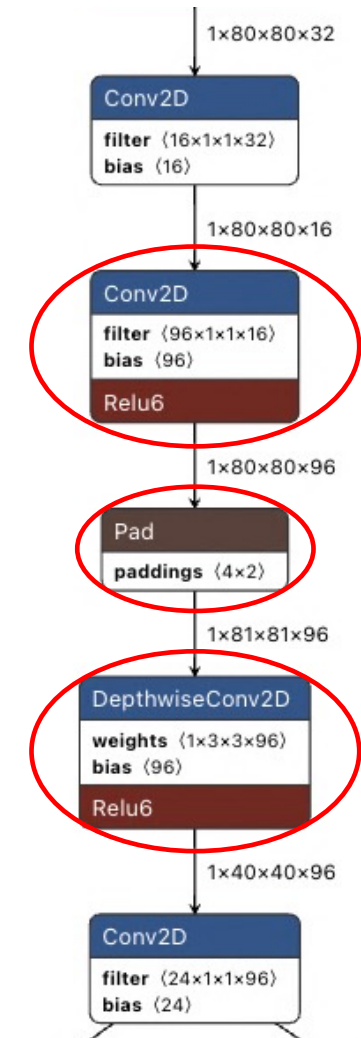 1×80×80×32
Conv2D
filter ⟨16×1×1×32⟩
bias ⟨16⟩
1×80×80×16
Conv2D
filter ⟨96×1×1×16⟩
bias ⟨96⟩
Relu6
1×80×80×96
Pad
paddings ⟨4×2⟩
1×81×81×96
DepthwiseConv2D
weights ⟨1×3×3×96⟩
bias ⟨96⟩
Relu6
1×40×40×96
Conv2D
filter ⟨24×1×1×96⟩
bias ⟨24⟩